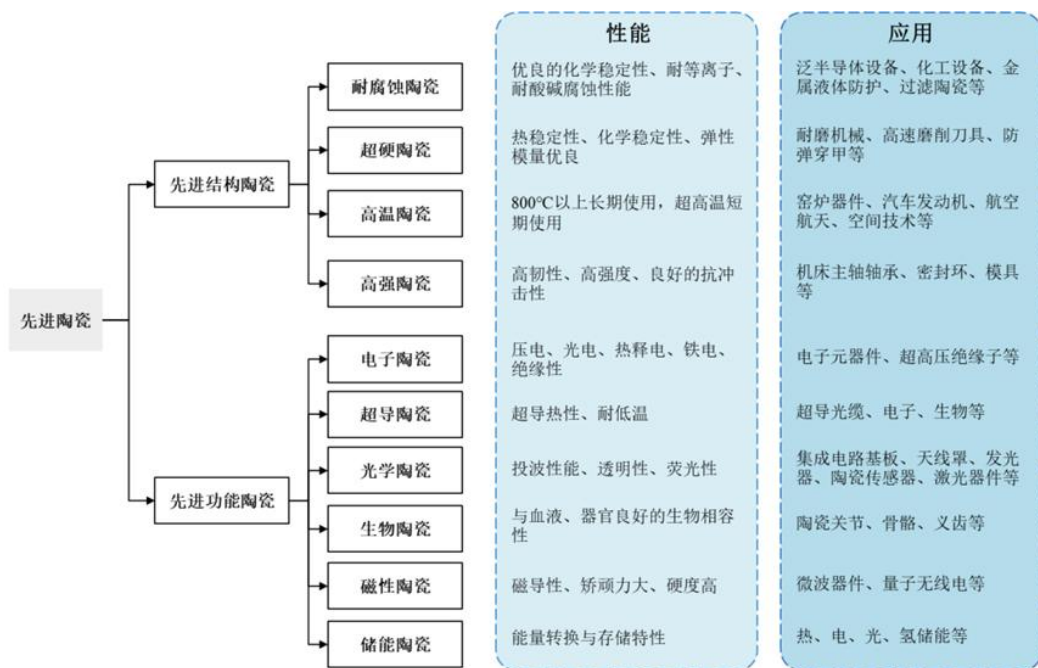 性能
应用
先进陶瓷
先进结构陶瓷
耐腐蚀陶瓷
优良的化学稳定性、耐等离子、
耐酸碱腐蚀性能
泛半导体设备、化工设备、金
属液体防护、过滤陶瓷等
超硬陶瓷
热稳定性、化学稳定性、弹性
模量优良
耐磨机械、高速磨削刀具、防
弹穿甲等
高温陶瓷
800℃以上长期使用，超高温短
期使用
窑炉器件、汽车发动机、航空
航天、空间技术等
高强陶瓷
高韧性、高强度、良好的抗冲
击性
机床主轴轴承、密封环、模具
等
先进功能陶瓷
电子陶瓷
压电、光电、热释电、铁电、
绝缘性
电子元器件、超高压绝缘子等
超导陶瓷
超导热性、耐低温
超导光缆、电子、生物等
光学陶瓷
投波性能、透明性、荧光性
集成电路基板、天线罩、发光
器、陶瓷传感器、激光器件等
生物陶瓷
与血液、器官良好的生物相容
性
陶瓷关节、骨骼、义齿等
磁性陶瓷
磁导性、矫顽力大、硬度高
微波器件、量子无线电等
储能陶瓷
能量转换与存储特性
热、电、光、氢储能等